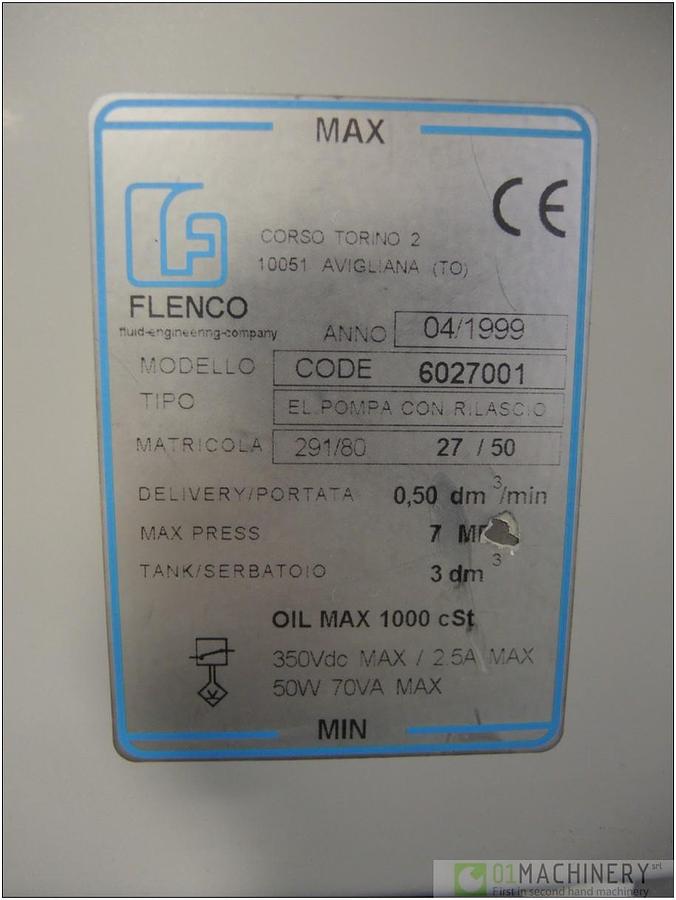 MAX
CE
CORSO TORINO 2
10051 AVIGLIANA (TO)
FLENCO
fluid-engineering-company
ANNO 04/1999
MODELLO CODE 6027001
TIPO EL.POMPA CON RILASCIO
MATRICOLA 291/80 27 / 50
DELIVERY/PORTATA 0,50 dm³/min
MAX PRESS 7
TANK/SERBATOIO 3 dm³
OIL MAX 1000 cSt
350Vdc MAX / 2.5A MAX
50W 70VA MAX
MIN
01MACHINERY srl
First in second hand machinery